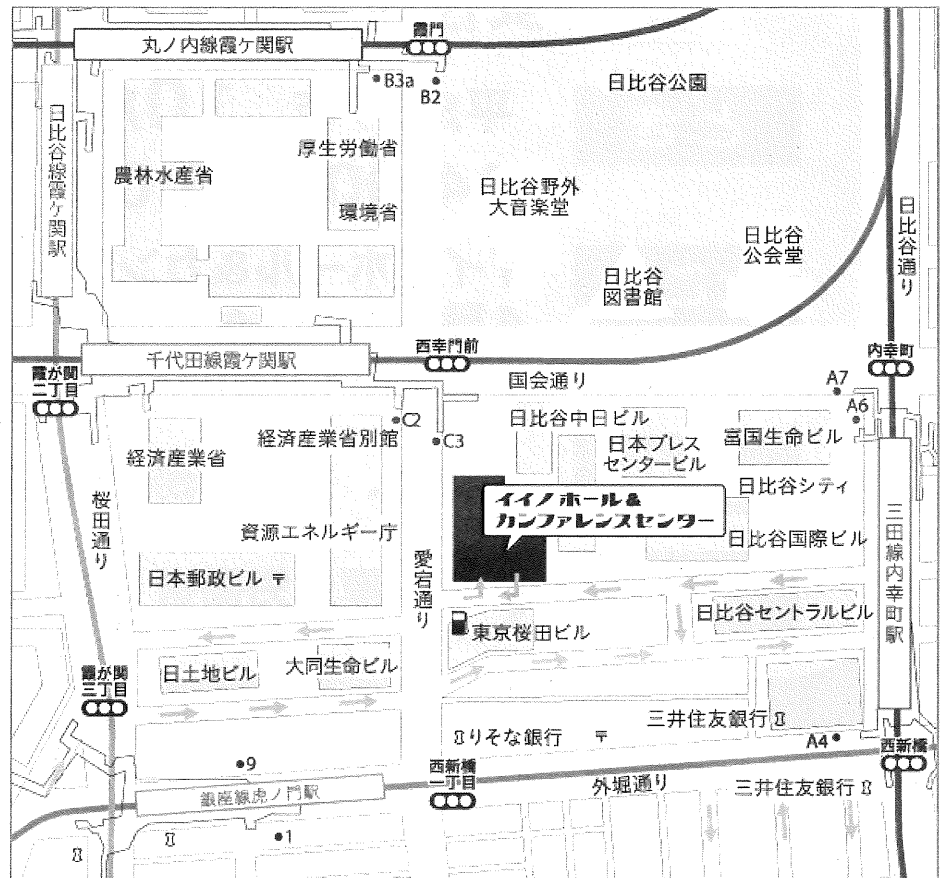 霞門
丸ノ内線霞ケ関駅
B3a
B2
日比谷公園
日比谷線霞ケ関駅
厚生労働省
農林水産省
環境省
日比谷野外
大音楽堂
日比谷
公会堂
日比谷
図書館
日比谷通り
千代田線霞ケ関駅
西幸門前
内幸町
霞が関
二丁目
国会通り
A7
A6
C2
C3
日比谷中日ビル
経済産業省別館
経済産業省
日本プレス
センタービル
富国生命ビル
日比谷シティ
イイノホール&
カンファレンスセンター
桜田通り
資源エネルギー庁
愛宕通り
日比谷国際ビル
三田線内幸町駅
日本郵政ビル 〒
日比谷セントラルビル
東京桜田ビル
霞が関
三丁目
日土地ビル
大同生命ビル
三井住友銀行
りそな銀行
〒
A4
西新橋
9
西新橋
一丁目
外堀通り
三井住友銀行
銀座線虎ノ門駅
1